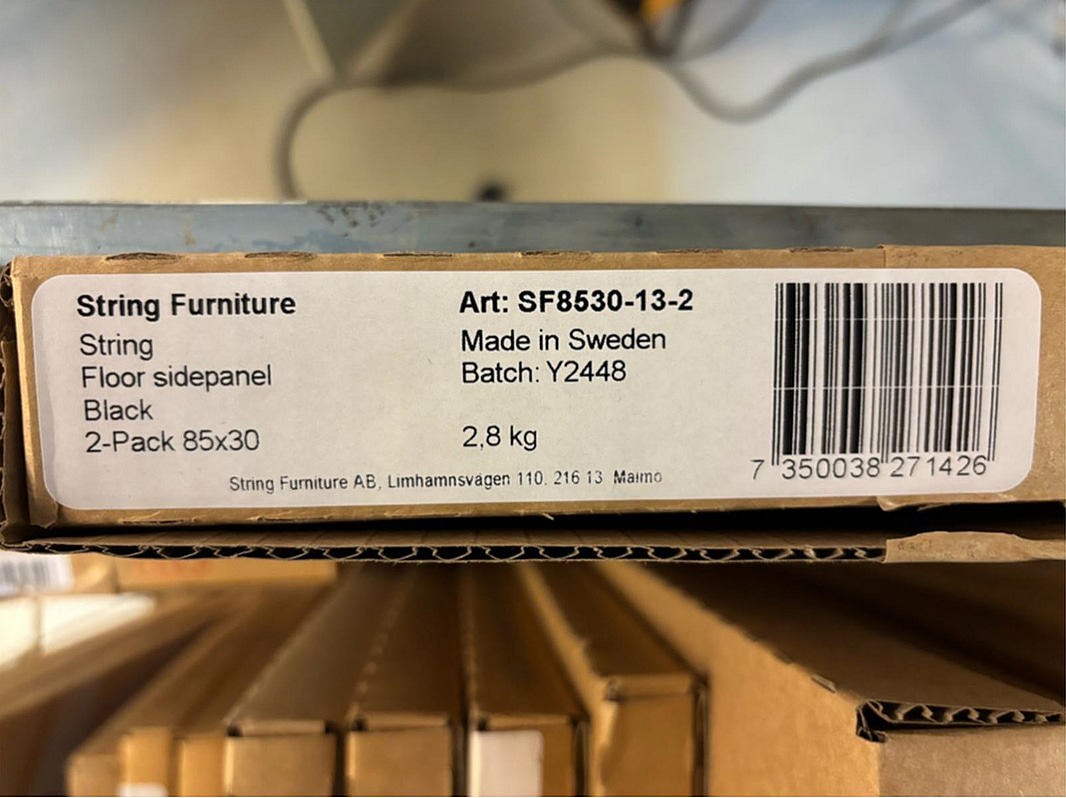 String Furniture
String
Floor sidepanel
Black
2-Pack 85x30
Art: SF8530-13-2
Made in Sweden
Batch: Y2448
2,8 kg
String Furniture AB, Limhamnsvägen 110, 216 13 Malmo
7 350038 271426